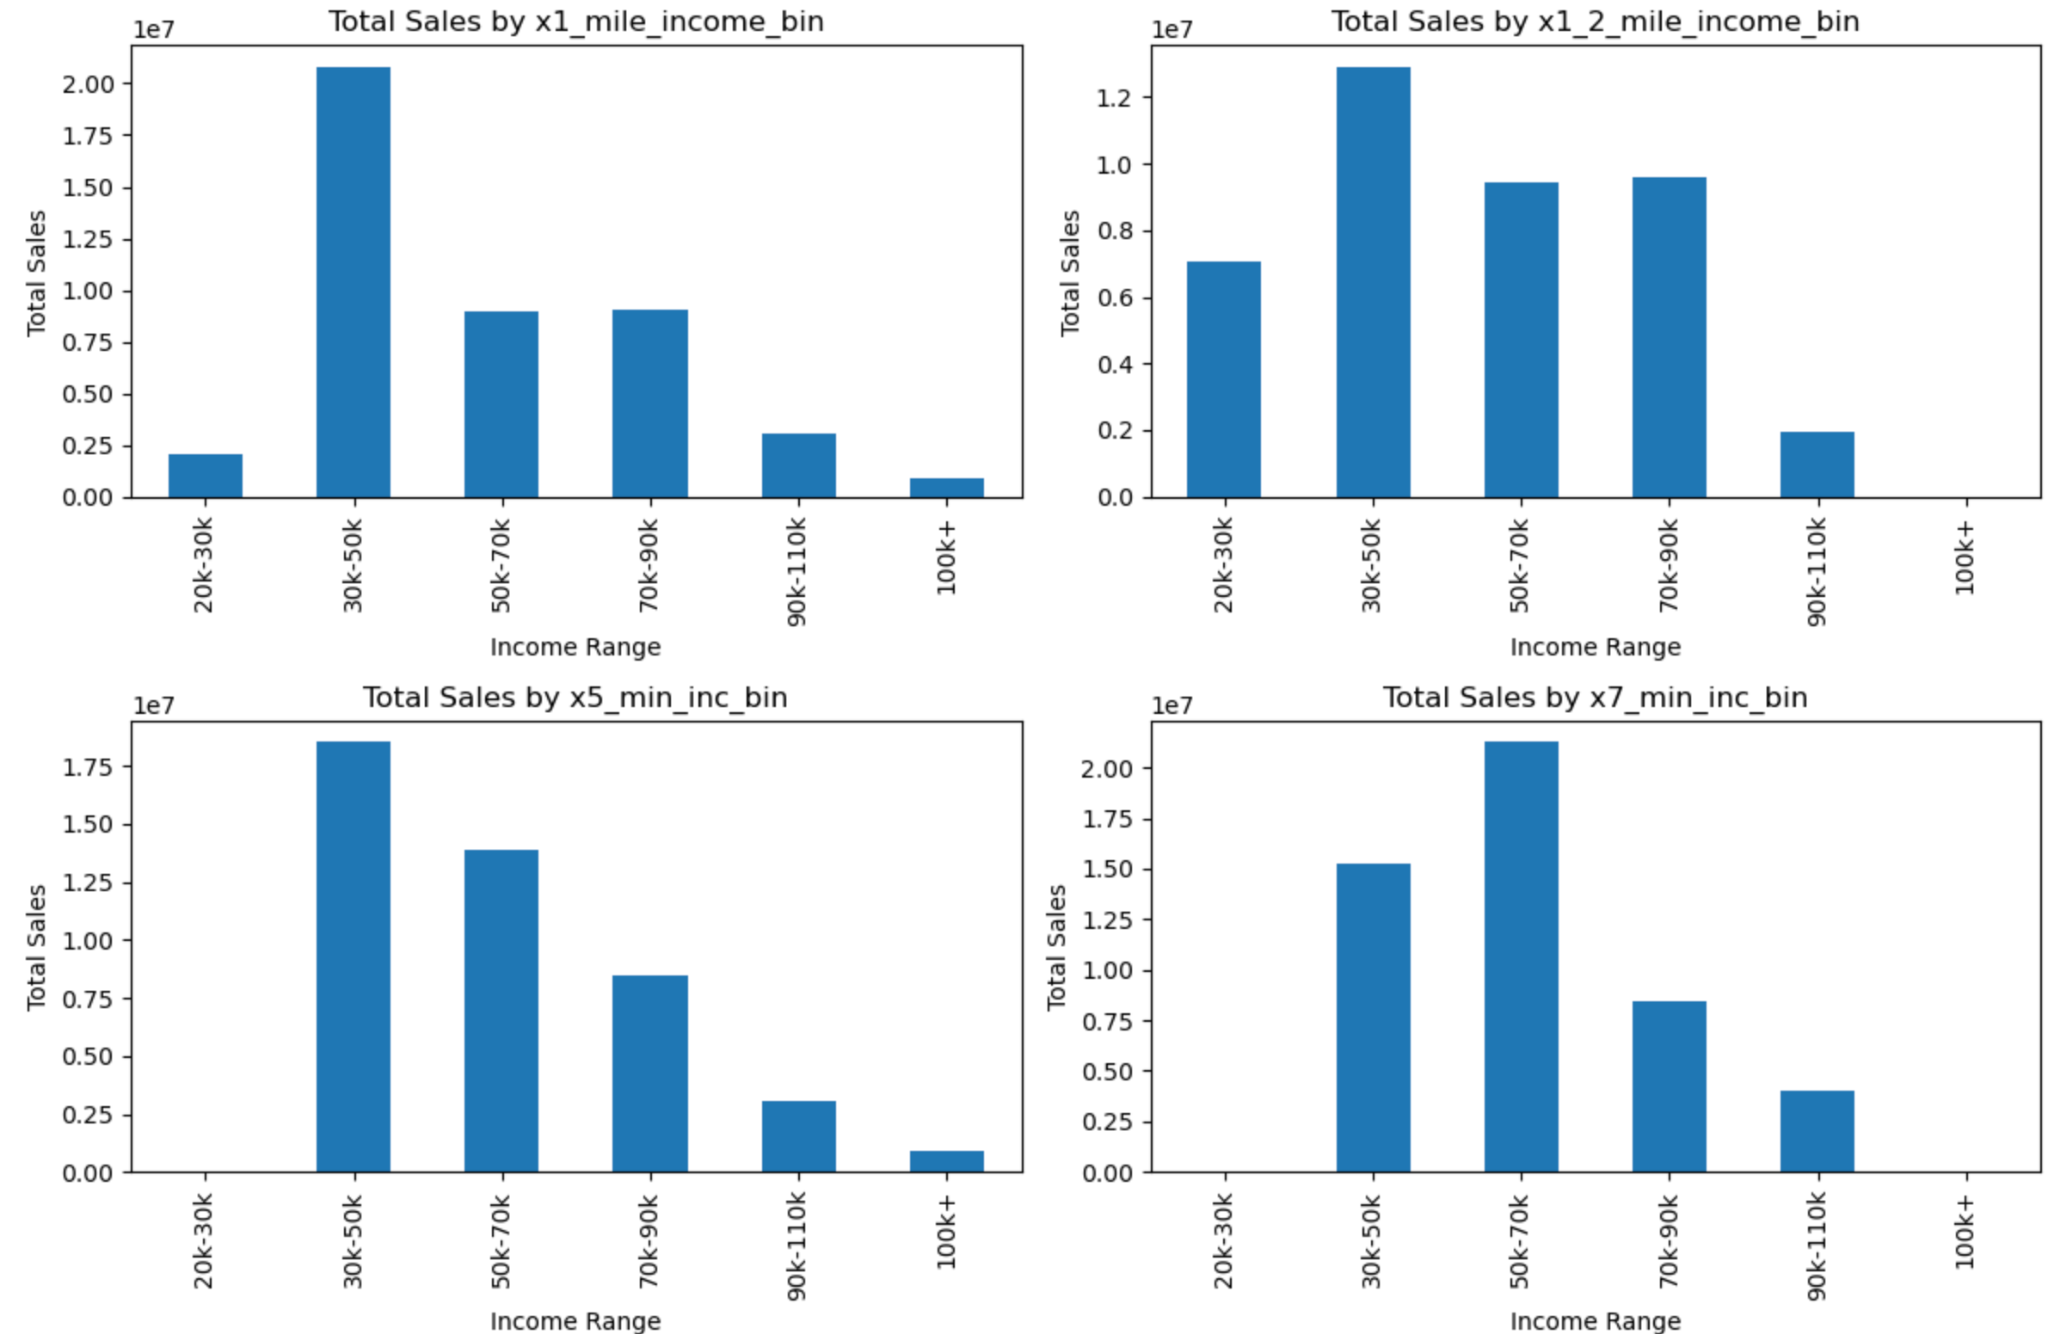 Total Sales by x1_mile_income_bin
1e7
2.00
1.75
1.50
1.25
1.00
0.75
0.50
0.25
0.00
Total Sales
20k-30k
30k-50k
50k-70k
70k-90k
90k-110k
100k+
Income Range
Total Sales by x1_2_mile_income_bin
1e7
1.2
1.0
0.8
0.6
0.4
0.2
0.0
Total Sales
20k-30k
30k-50k
50k-70k
70k-90k
90k-110k
100k+
Income Range
Total Sales by x5_min_inc_bin
1e7
1.75
1.50
1.25
1.00
0.75
0.50
0.25
0.00
Total Sales
20k-30k
30k-50k
50k-70k
70k-90k
90k-110k
100k+
Income Range
Total Sales by x7_min_inc_bin
1e7
2.00
1.75
1.50
1.25
1.00
0.75
0.50
0.25
0.00
Total Sales
20k-30k
30k-50k
50k-70k
70k-90k
90k-110k
100k+
Income Range